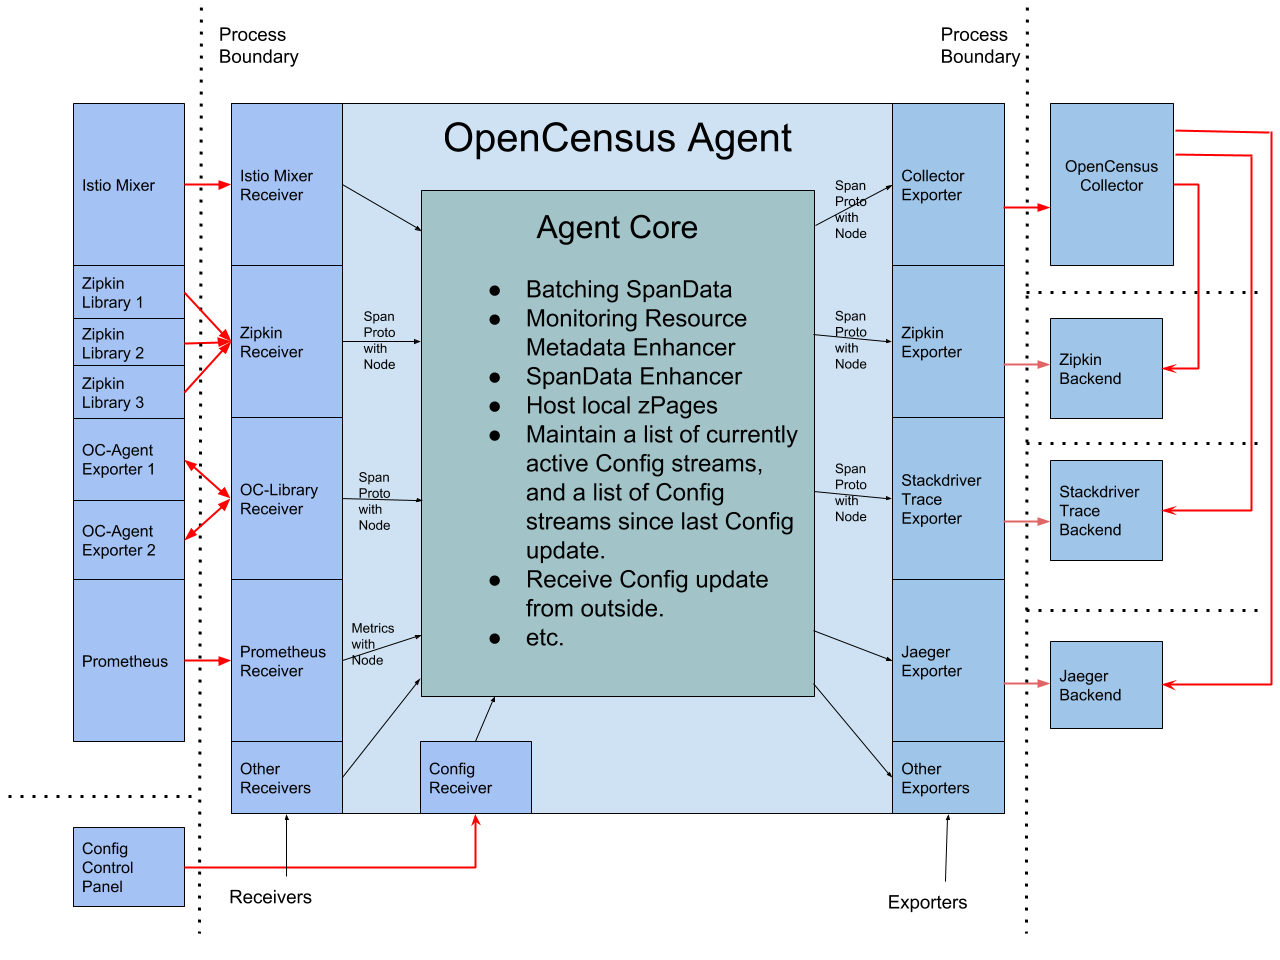 Process
Boundary
Process
Boundary
OpenCensus Agent
Istio Mixer
Zipkin
Library 1
Zipkin
Library 2
Zipkin
Library 3
OC-Agent
Exporter 1
OC-Agent
Exporter 2
Prometheus
Config
Control
Panel
Istio Mixer
Receiver
Zipkin
Receiver
OC-Library
Receiver
Prometheus
Receiver
Other
Receivers
Receivers
Span
Proto
with
Node
Span
Proto
with
Node
Metrics
with
Node
Agent Core
● Batching SpanData
● Monitoring Resource
Metadata Enhancer
● SpanData Enhancer
● Host local zPages
● Maintain a list of currently
active Config streams,
and a list of Config
streams since last Config
update.
● Receive Config update
from outside.
● etc.
Config
Receiver
Span
Proto
with
Node
Span
Proto
with
Node
Span
Proto
with
Node
Collector
Exporter
Zipkin
Exporter
Stackdriver
Trace
Exporter
Jaeger
Exporter
Other
Exporters
Exporters
OpenCensus
Collector
Zipkin
Backend
Stackdriver
Trace
Backend
Jaeger
Backend